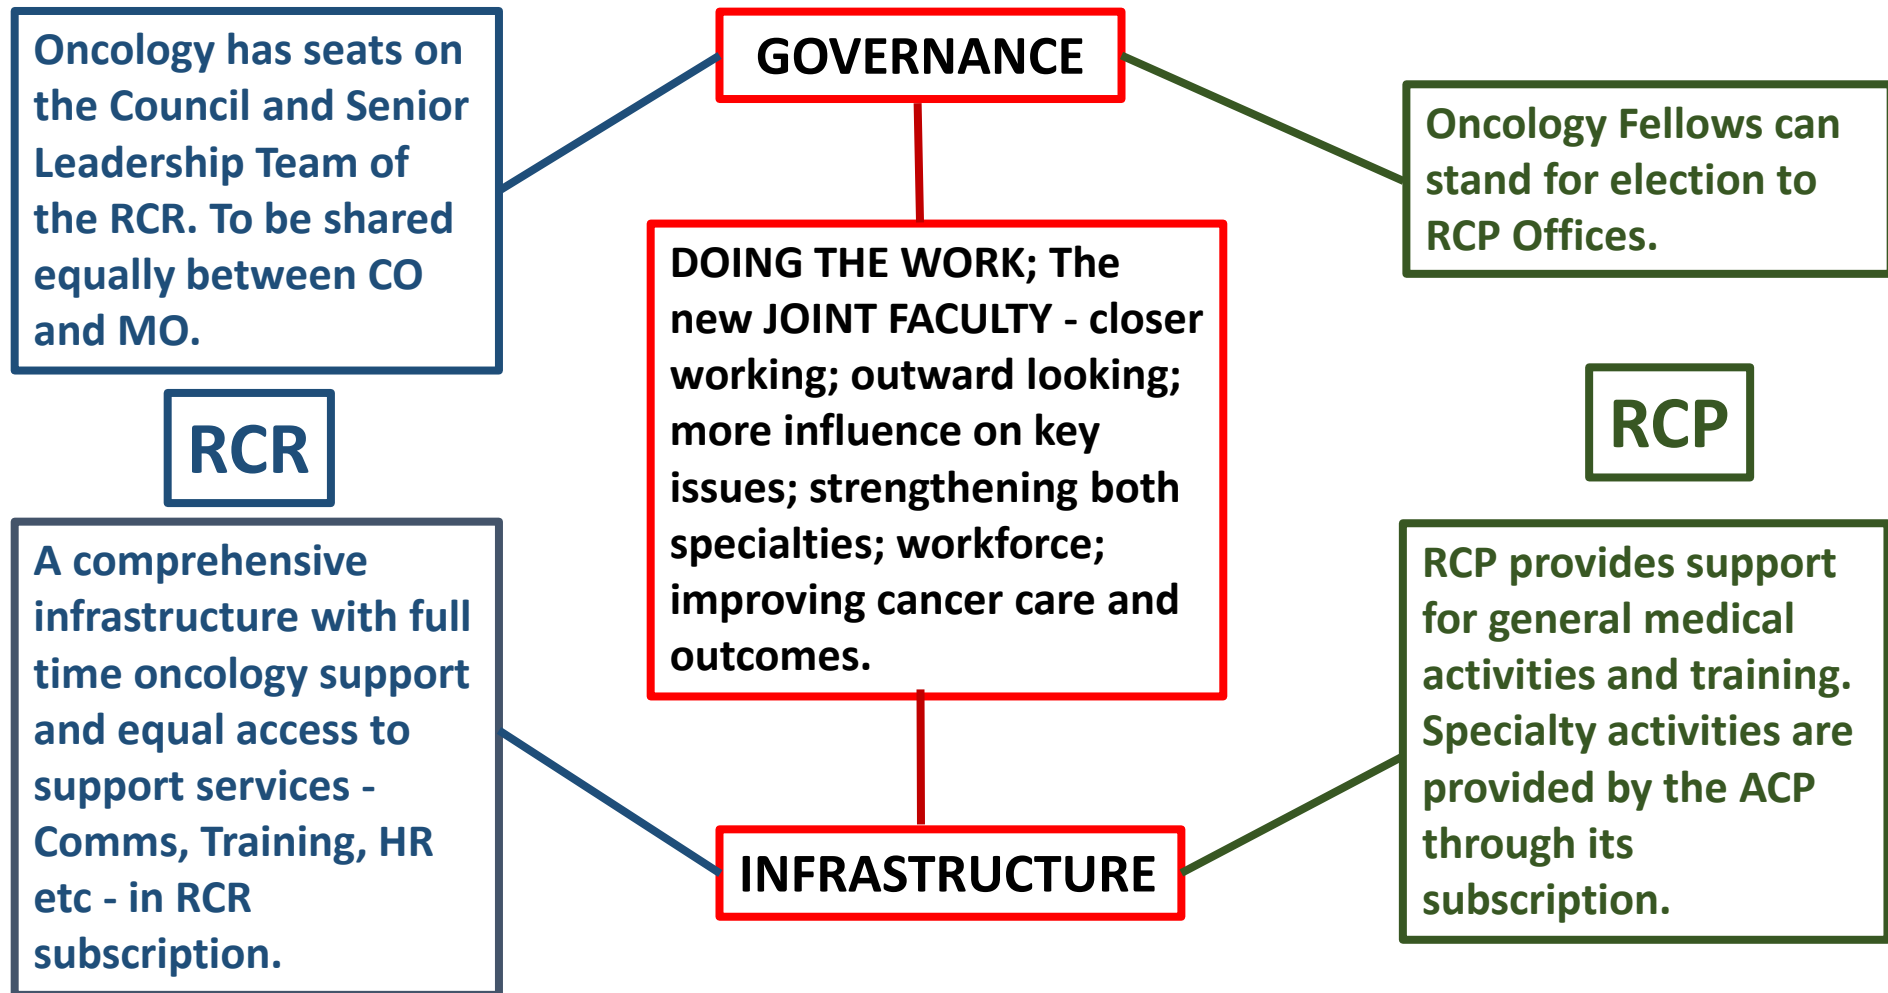 Oncology has seats on
the Council and Senior
Leadership Team of
the RCR. To be shared
equally between CO
and MO.
RCR
A comprehensive
infrastructure with full
time oncology support
and equal access to
support services -
Comms, Training, HR
etc - in RCR
subscription.
GOVERNANCE
DOING THE WORK; The
new JOINT FACULTY - closer
working; outward looking;
more influence on key
issues; strengthening both
specialties; workforce;
improving cancer care and
outcomes.
INFRASTRUCTURE
Oncology Fellows can
stand for election to
RCP Offices.
RCP
RCP provides support
for general medical
activities and training.
Specialty activities are
provided by the ACP
through its
subscription.